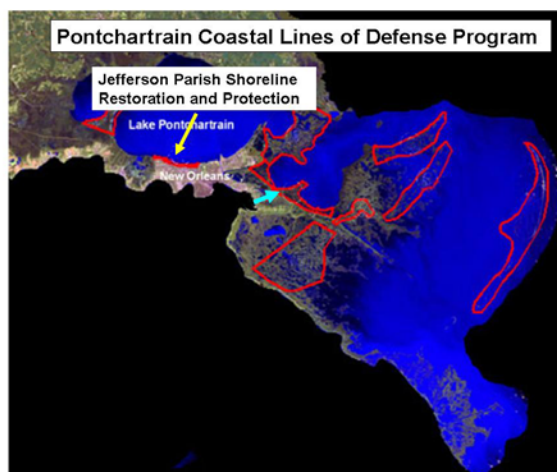 Pontchartrain Coastal Lines of Defense Program
Jefferson Parish Shoreline
Restoration and Protection
Lake Pontchartrain
New Orleans